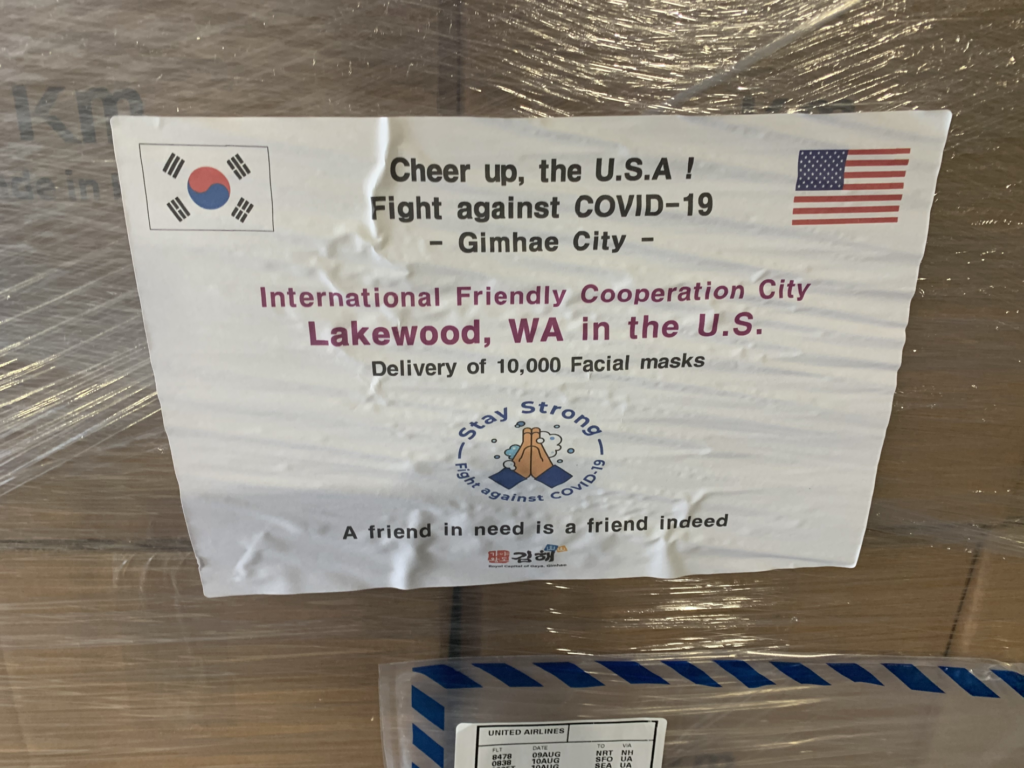 km
Cheer up, the U.S.A !
Fight against COVID-19
- Gimhae City -
International Friendly Cooperation City
Lakewood, WA in the U.S.
Delivery of 10,000 Facial masks
Stay Strong
Fight against COVID-19
A friend in need is a friend indeed
김해
UNITED AIRLINES
FLT DATE TO VIA
8478 09AUG NRT NH
0838 10AUG SFO UA
10AUG SEA UA